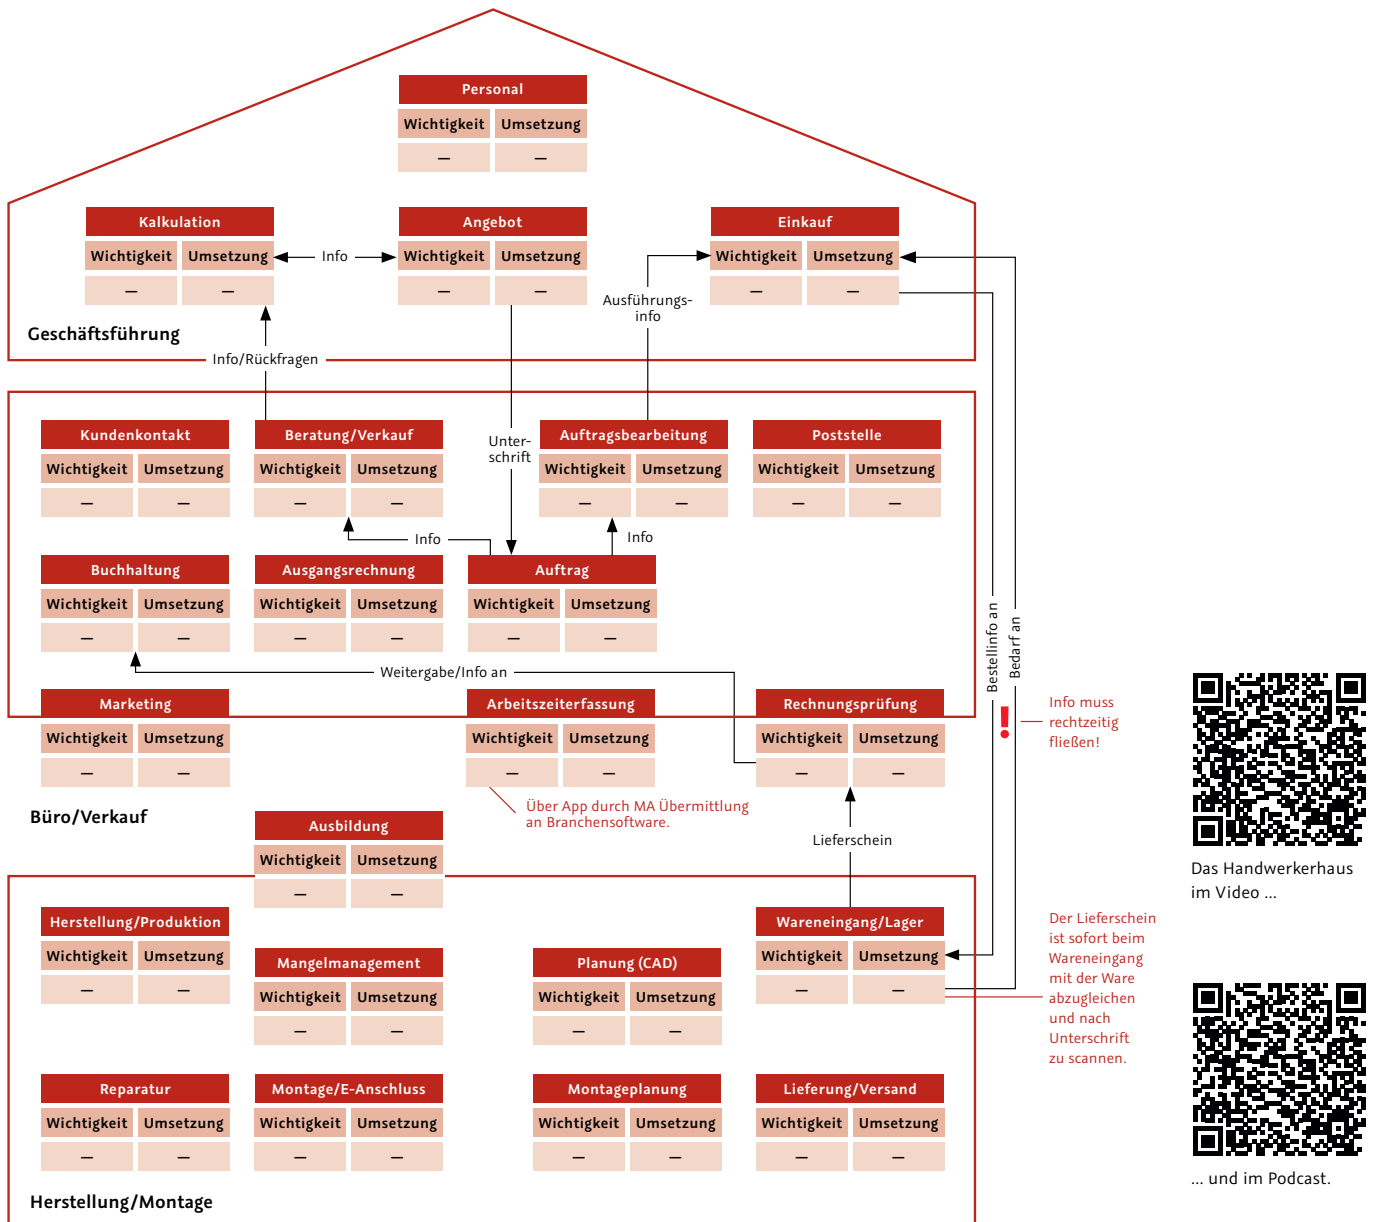 Personal
Wichtigkeit Umsetzung
– –
Kalkulation
Wichtigkeit Umsetzung
– –
Info
Angebot
Wichtigkeit Umsetzung
– –
Einkauf
Wichtigkeit Umsetzung
– –
Ausführungs-
info
Geschäftsführung
Info/Rückfragen
Kundenkontakt
Wichtigkeit Umsetzung
– –
Beratung/Verkauf
Wichtigkeit Umsetzung
– –
Unter-
schrift
Auftragsbearbeitung
Wichtigkeit Umsetzung
– –
Poststelle
Wichtigkeit Umsetzung
– –
Info
Info
Buchhaltung
Wichtigkeit Umsetzung
– –
Ausgangsrechnung
Wichtigkeit Umsetzung
– –
Auftrag
Wichtigkeit Umsetzung
– –
Bestellinfo an
Bedarf an
Weitergabe/Info an
Marketing
Wichtigkeit Umsetzung
– –
Arbeitszeiterfassung
Wichtigkeit Umsetzung
– –
Rechnungsprüfung
Wichtigkeit Umsetzung
– –
!
Info muss
rechtzeitig
fließen!
Über App durch MA Übermittlung
an Branchensoftware.
Büro/Verkauf
Ausbildung
Wichtigkeit Umsetzung
– –
Lieferschein
Das Handwerkerhaus
im Video ...
Herstellung/Produktion
Wichtigkeit Umsetzung
– –
Mangelmanagement
Wichtigkeit Umsetzung
– –
Planung (CAD)
Wichtigkeit Umsetzung
– –
Wareneingang/Lager
Wichtigkeit Umsetzung
– –
Der Lieferschein
ist sofort beim
Wareneingang
mit der Ware
abzugleichen
und nach
Unterschrift
zu scannen.
Reparatur
Wichtigkeit Umsetzung
– –
Montage/E-Anschluss
Wichtigkeit Umsetzung
– –
Montageplanung
Wichtigkeit Umsetzung
– –
Lieferung/Versand
Wichtigkeit Umsetzung
– –
... und im Podcast.
Herstellung/Montage